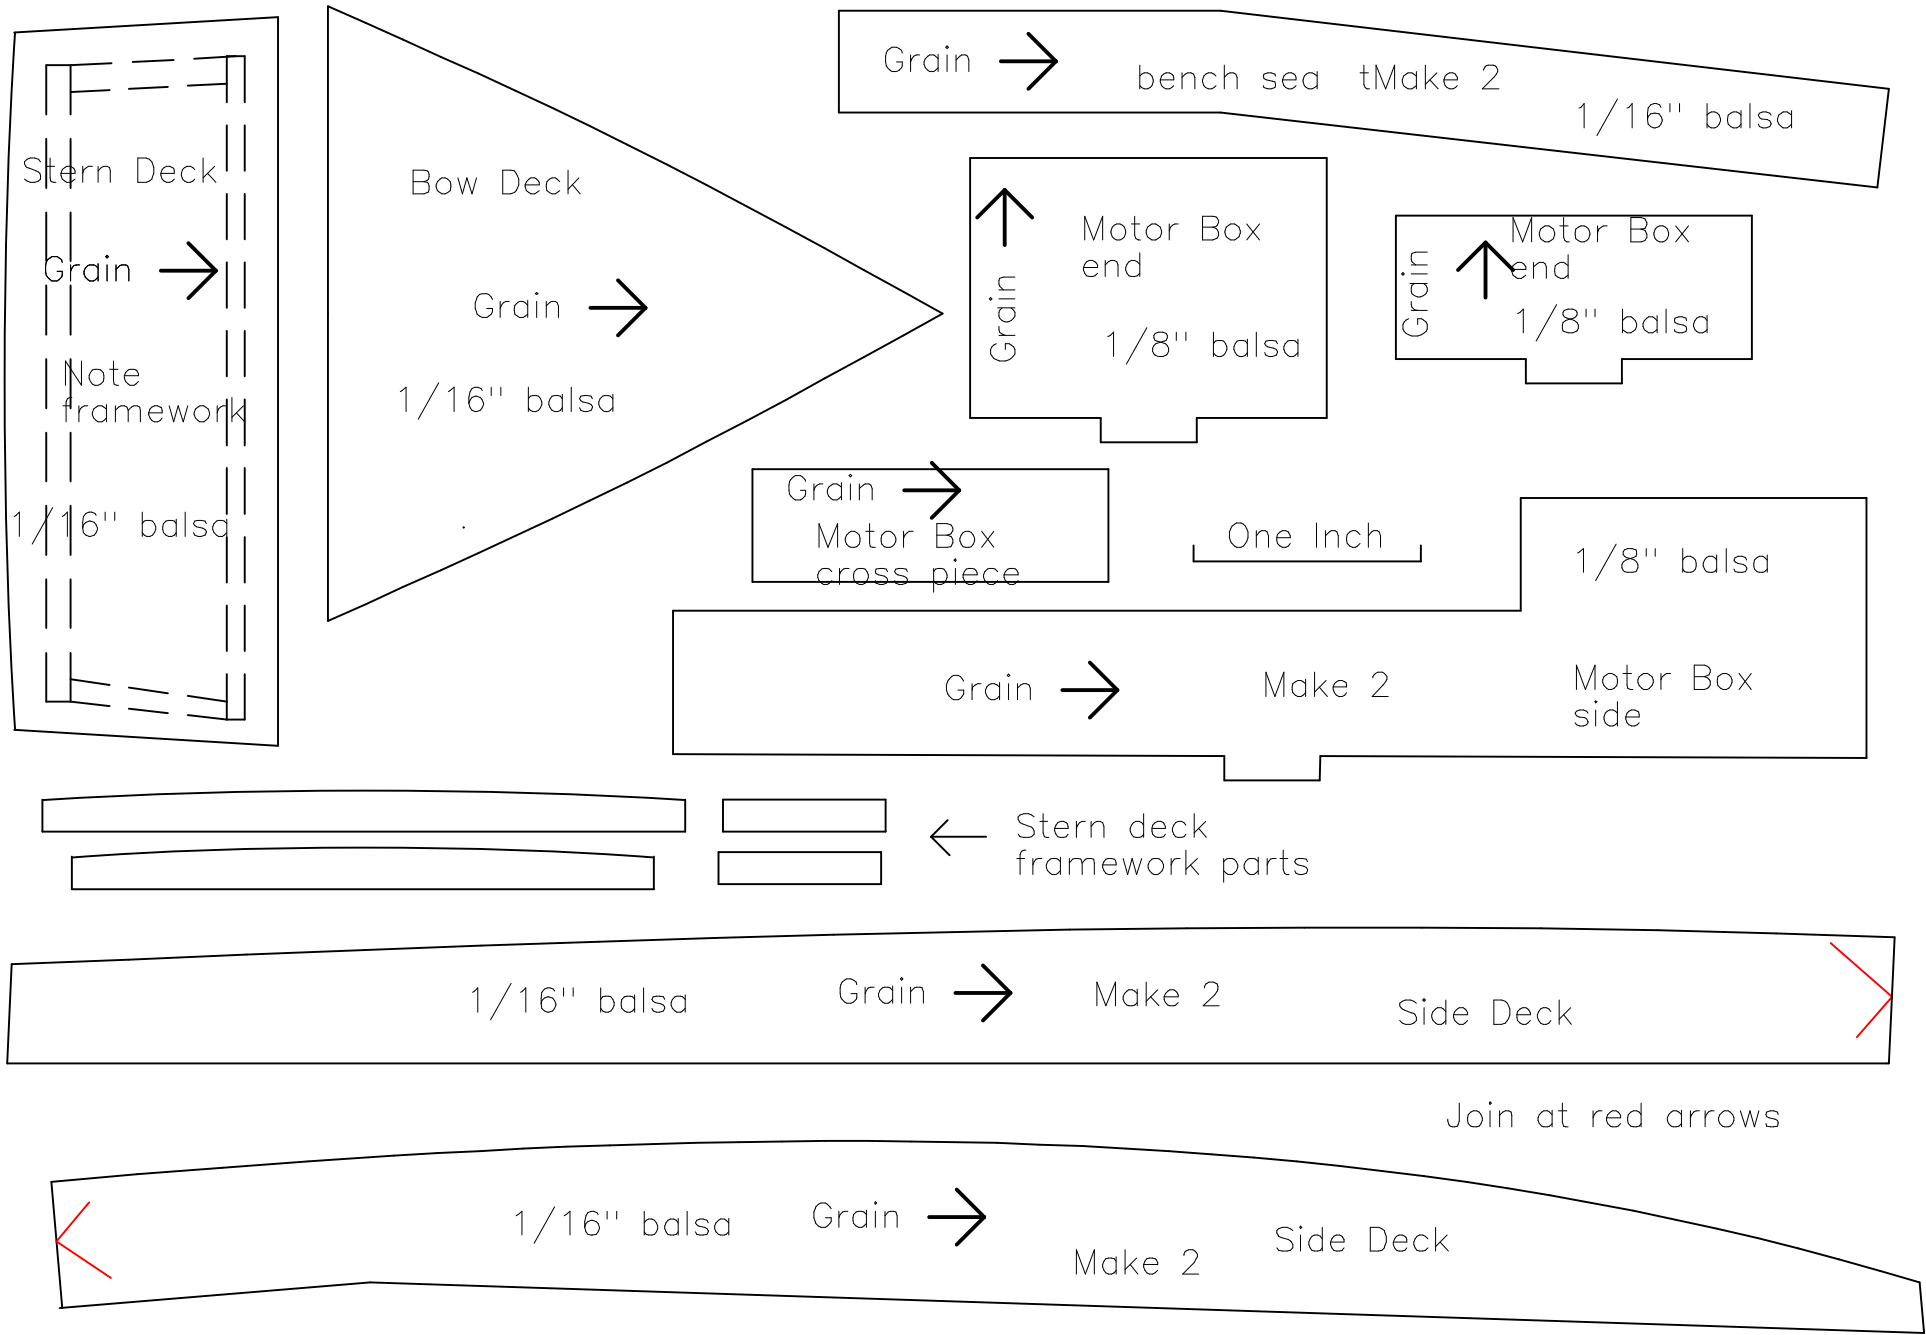 Grain
bench sea tMake 2
1/16" balsa
Stern Deck
Grain
Note
framework
1/16" balsa
Bow Deck
Grain
1/16" balsa
Motor Box
end
Grain
1/8" balsa
Motor Box
end
Grain
1/8" balsa
Grain
Motor Box
cross piece
One Inch
1/8" balsa
Grain
Make 2
Motor Box
side
Stern deck
framework parts
1/16" balsa
Grain
Make 2
Side Deck
Join at red arrows
1/16" balsa
Grain
Make 2
Side Deck